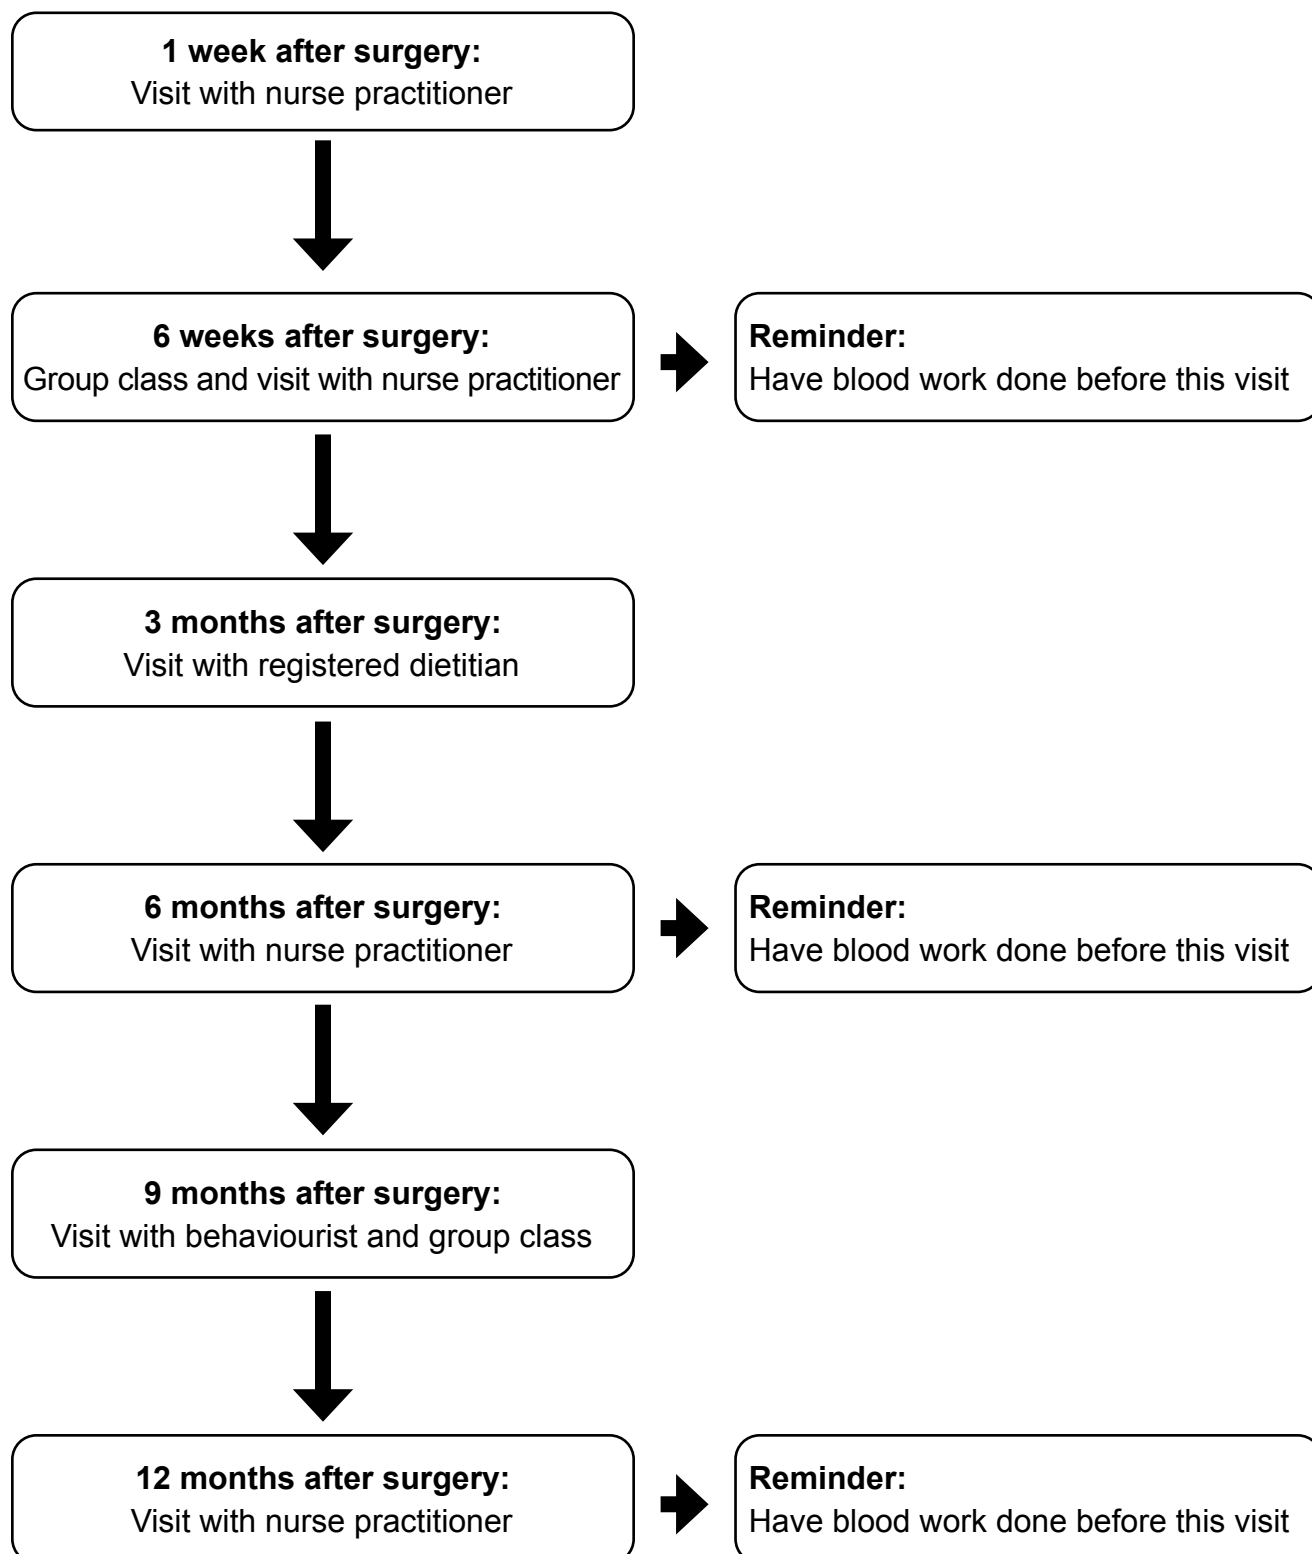 1 week after surgery:
Visit with nurse practitioner
6 weeks after surgery:
Group class and visit with nurse practitioner
Reminder:
Have blood work done before this visit
3 months after surgery:
Visit with registered dietitian
6 months after surgery:
Visit with nurse practitioner
Reminder:
Have blood work done before this visit
9 months after surgery:
Visit with behaviourist and group class
12 months after surgery:
Visit with nurse practitioner
Reminder:
Have blood work done before this visit